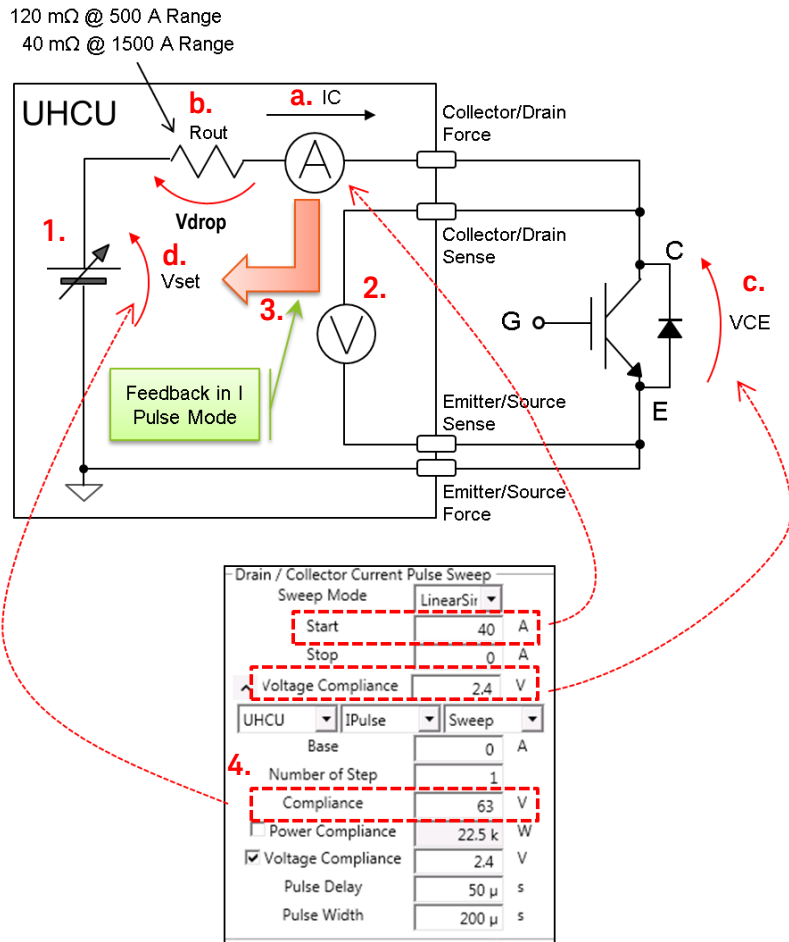 120 mΩ @ 500 A Range
40 mΩ @ 1500 A Range
UHCU
b.
Rout
a. IC
Collector/Drain
Force
A
Vdrop
1.
d.
Vset
3.
2.
V
Collector/Drain
Sense
C
G
c.
VCE
E
Feedback in I
Pulse Mode
Emitter/Source
Sense
Emitter/Source
Force
Drain / Collector Current Pulse Sweep
Sweep Mode LinearSir
Start 40 A
Stop 0 A
Voltage Compliance 2.4 V
UHCU IPulse Sweep
Base 0 A
4.
Number of Step 1
Compliance 63 V
Power Compliance 22.5 k W
Voltage Compliance 2.4 V
Pulse Delay 50 µ s
Pulse Width 200 µ s